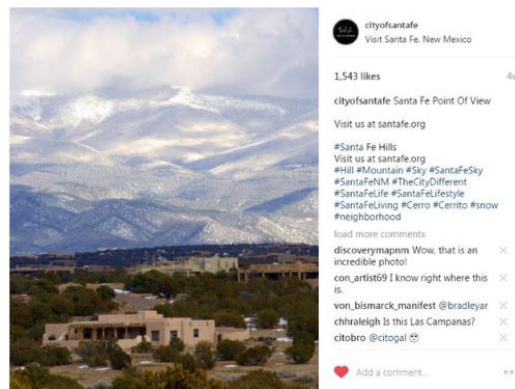 cityofsantafe
Visit Santa Fe, New Mexico
1,543 likes
cityofsantafe Santa Fe Point Of View
Visit us at santafe.org
#Santa Fe Hills
Visit us at santafe.org
#Hill #Mountain #Sky #SantaFeSky
#SantaFeNM #TheCityDifferent
#SantaFeLife #SantaFeLifestyle
#SantaFeLiving #Cerro #Cerrito #snow
#neighborhood
load more comments
discoverymapnm Wow, that is an
incredible photo!
con_artist69 I know right where this
is.
von_bismarck_manifest @bradleyar
chhraleigh Is this Las Campanas?
citobro @citogal
Add a comment...